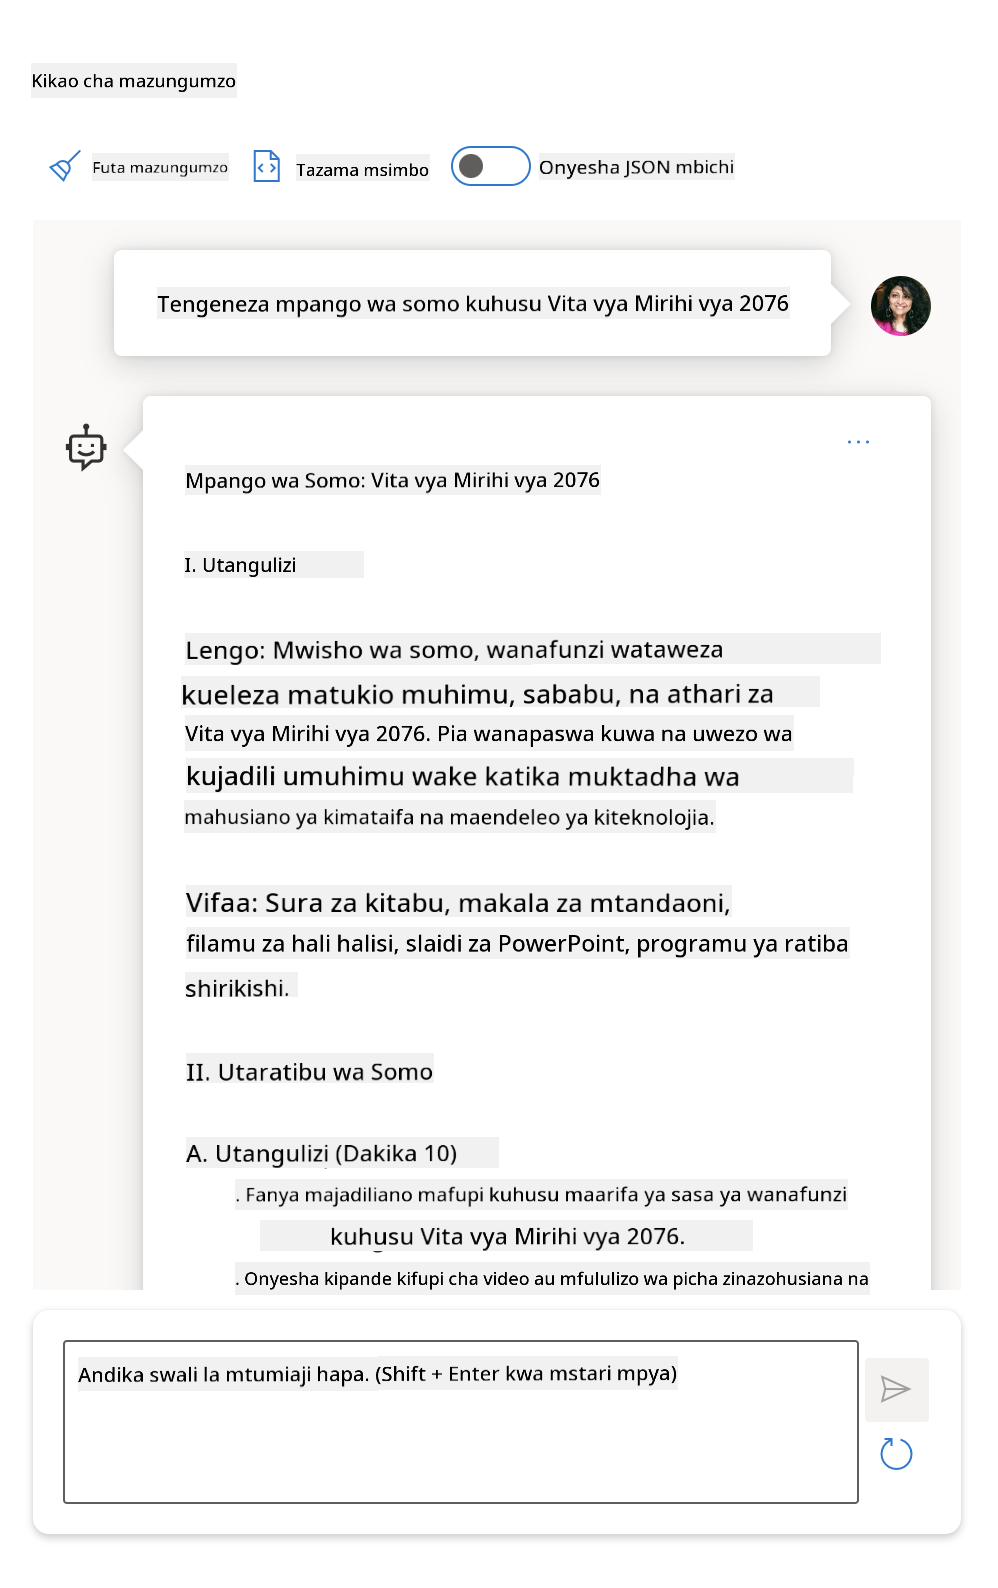 Kikao cha mazungumzo
Futa mazungumzo
Tazama msimbo
Onyesha JSON mbichi
Tengeneza mpango wa somo kuhusu Vita vya Mirihi vya 2076
Mpango wa Somo: Vita vya Mirihi vya 2076
I. Utangulizi
Lengo: Mwisho wa somo, wanafunzi wataweza
kueleza matukio muhimu, sababu, na athari za
Vita vya Mirihi vya 2076. Pia wanapaswa kuwa na uwezo wa
kujadili umuhimu wake katika muktadha wa
mahusiano ya kimataifa na maendeleo ya kiteknolojia.
Vifaa: Sura za kitabu, makala za mtandaoni,
filamu za hali halisi, slaidi za PowerPoint, programu ya ratiba
shirikishi.
II. Utaratibu wa Somo
A. Utangulizi (Dakika 10)
. Fanya majadiliano mafupi kuhusu maarifa ya sasa ya wanafunzi
kuhusu Vita vya Mirihi vya 2076.
. Onyesha kipande kifupi cha video au mfululizo wa picha zinazohusiana na
Andika swali la mtumiaji hapa. (Shift + Enter kwa mstari mpya)